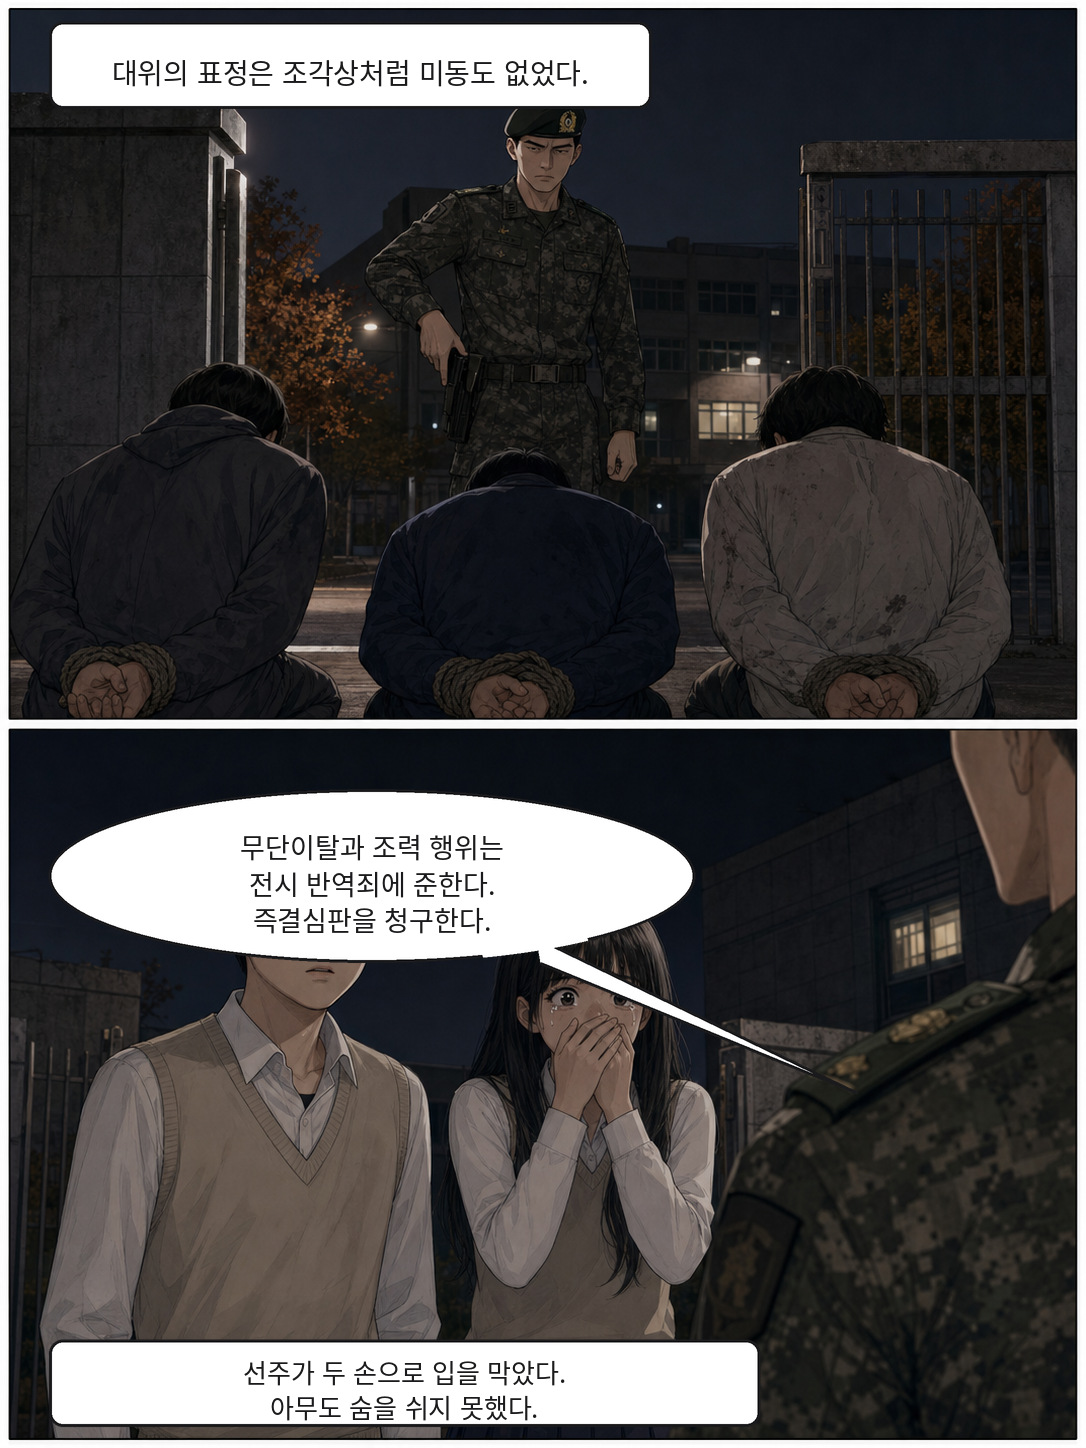 대위의 표정은 조각상처럼 미동도 없었다.
무단이탈과 조력 행위는
전시 반역죄에 준한다.
즉결심판을 청구한다.
선주가 두 손으로 입을 막았다.
아무도 숨을 쉬지 못했다.